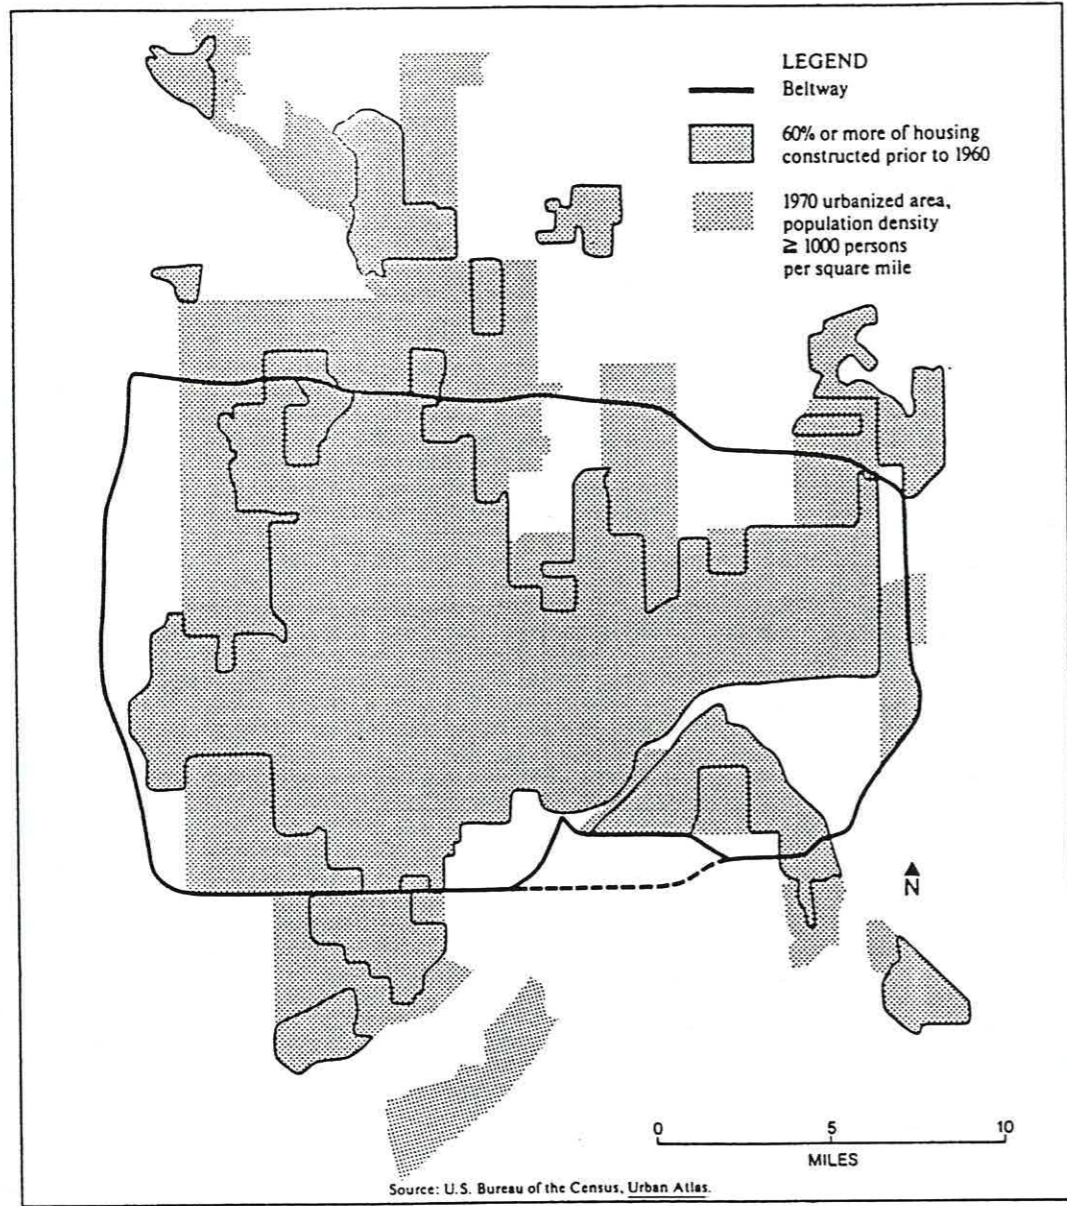 LEGEND
Beltway
60% or more of housing
constructed prior to 1960
1970 urbanized area,
population density
≧ 1000 persons
per square mile
N
0 5 10
MILES
Source: U.S. Bureau of the Census, Urban Atlas.